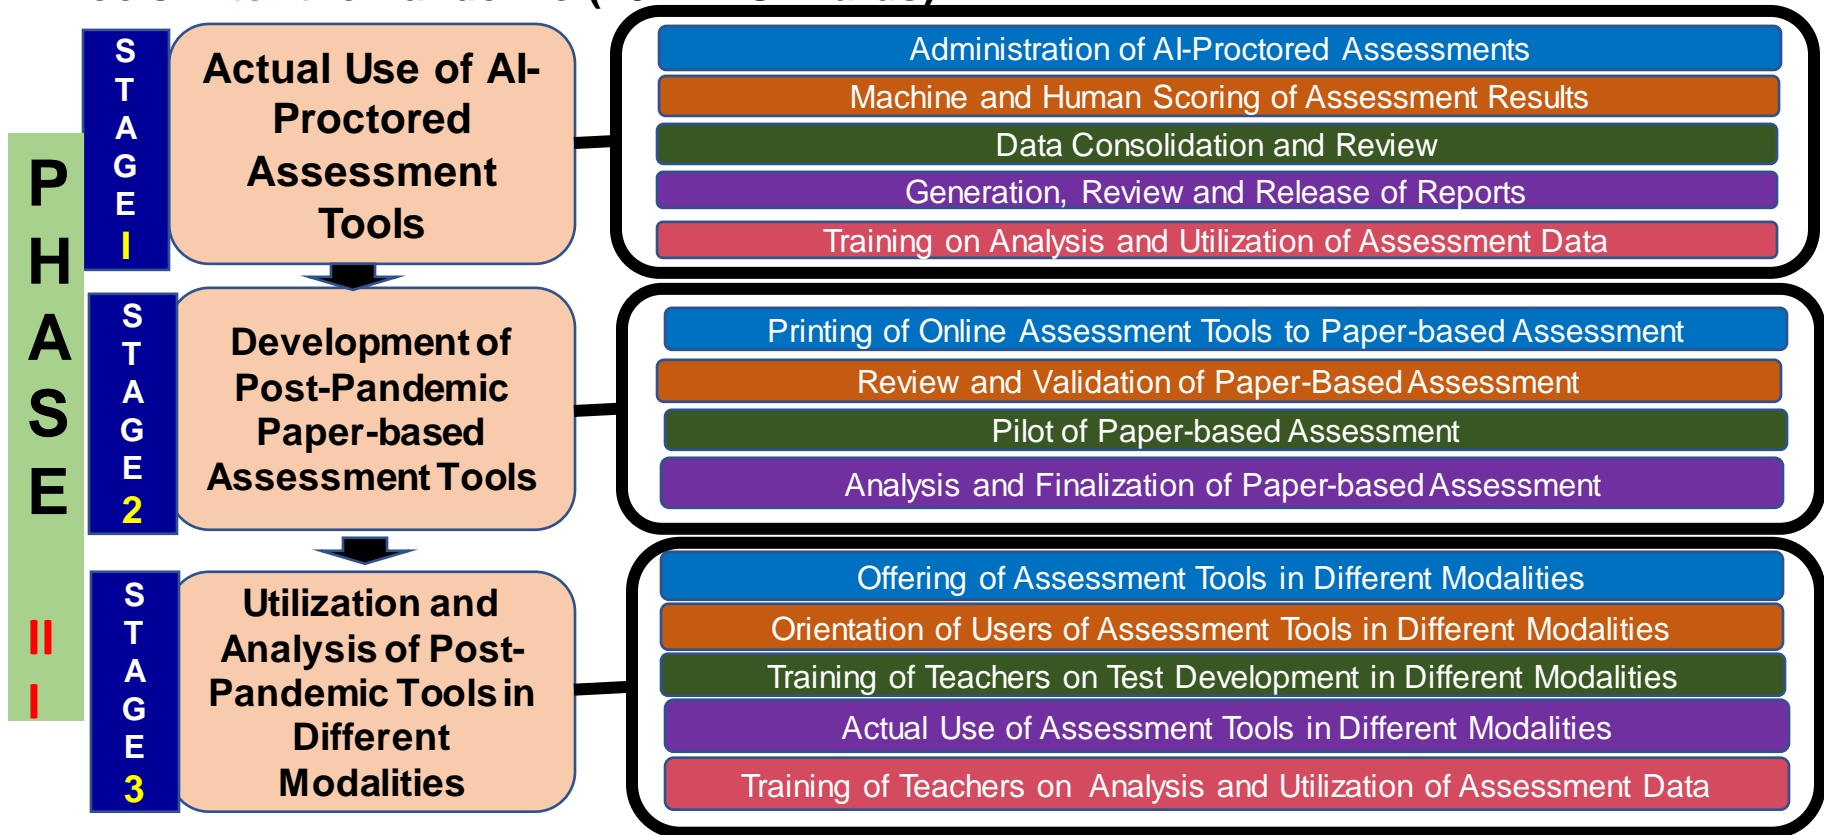 PHASE
II
I
STAGE I
Actual Use of AI-
Proctored
Assessment
Tools
Administration of AI-Proctored Assessments
Machine and Human Scoring of Assessment Results
Data Consolidation and Review
Generation, Review and Release of Reports
Training on Analysis and Utilization of Assessment Data
STAGE 2
Development of
Post-Pandemic
Paper-based
Assessment Tools
Printing of Online Assessment Tools to Paper-based Assessment
Review and Validation of Paper-Based Assessment
Pilot of Paper-based Assessment
Analysis and Finalization of Paper-based Assessment
STAGE 3
Utilization and
Analysis of Post-
Pandemic Tools in
Different
Modalities
Offering of Assessment Tools in Different Modalities
Orientation of Users of Assessment Tools in Different Modalities
Training of Teachers on Test Development in Different Modalities
Actual Use of Assessment Tools in Different Modalities
Training of Teachers on Analysis and Utilization of Assessment Data